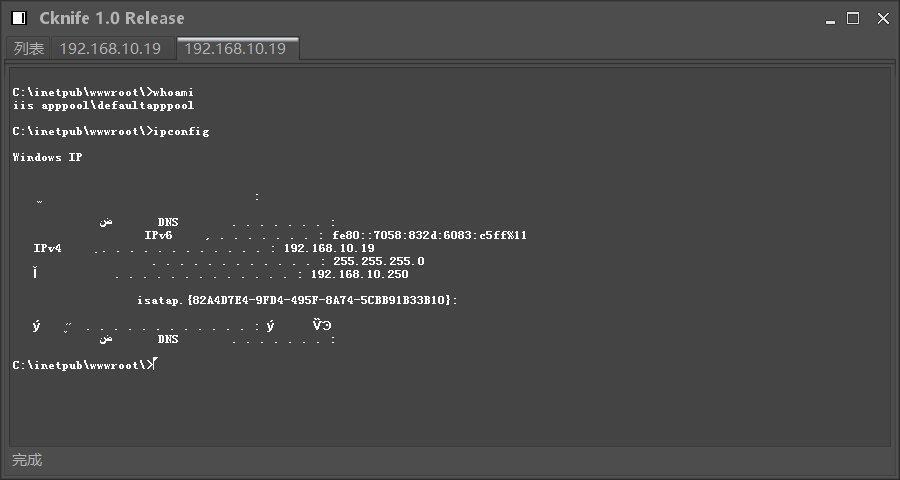 Cknife 1.0 Release
列表 192.168.10.19 192.168.10.19
C:\inetpub\wwwroot\>whoami
iis apppool\defaultapppool
C:\inetpub\wwwroot\>ipconfig
Windows IP
:
ض DNS . . . . . . . :
IPv6 . . . . . . . . : fe80::7058:832d:6083:c5ff%11
IPv4 . . . . . . . . . . . . : 192.168.10.19
. . . . . . . . . . . . : 255.255.255.0
. . . . . . . . . . . . . : 192.168.10.250
isatap.{82A4D7E4-9FD4-495F-8A74-5CBB91B33B10}:
ý . . . . . . . . . . . . : ý
ض DNS . . . . . . . :
C:\inetpub\wwwroot\>
完成